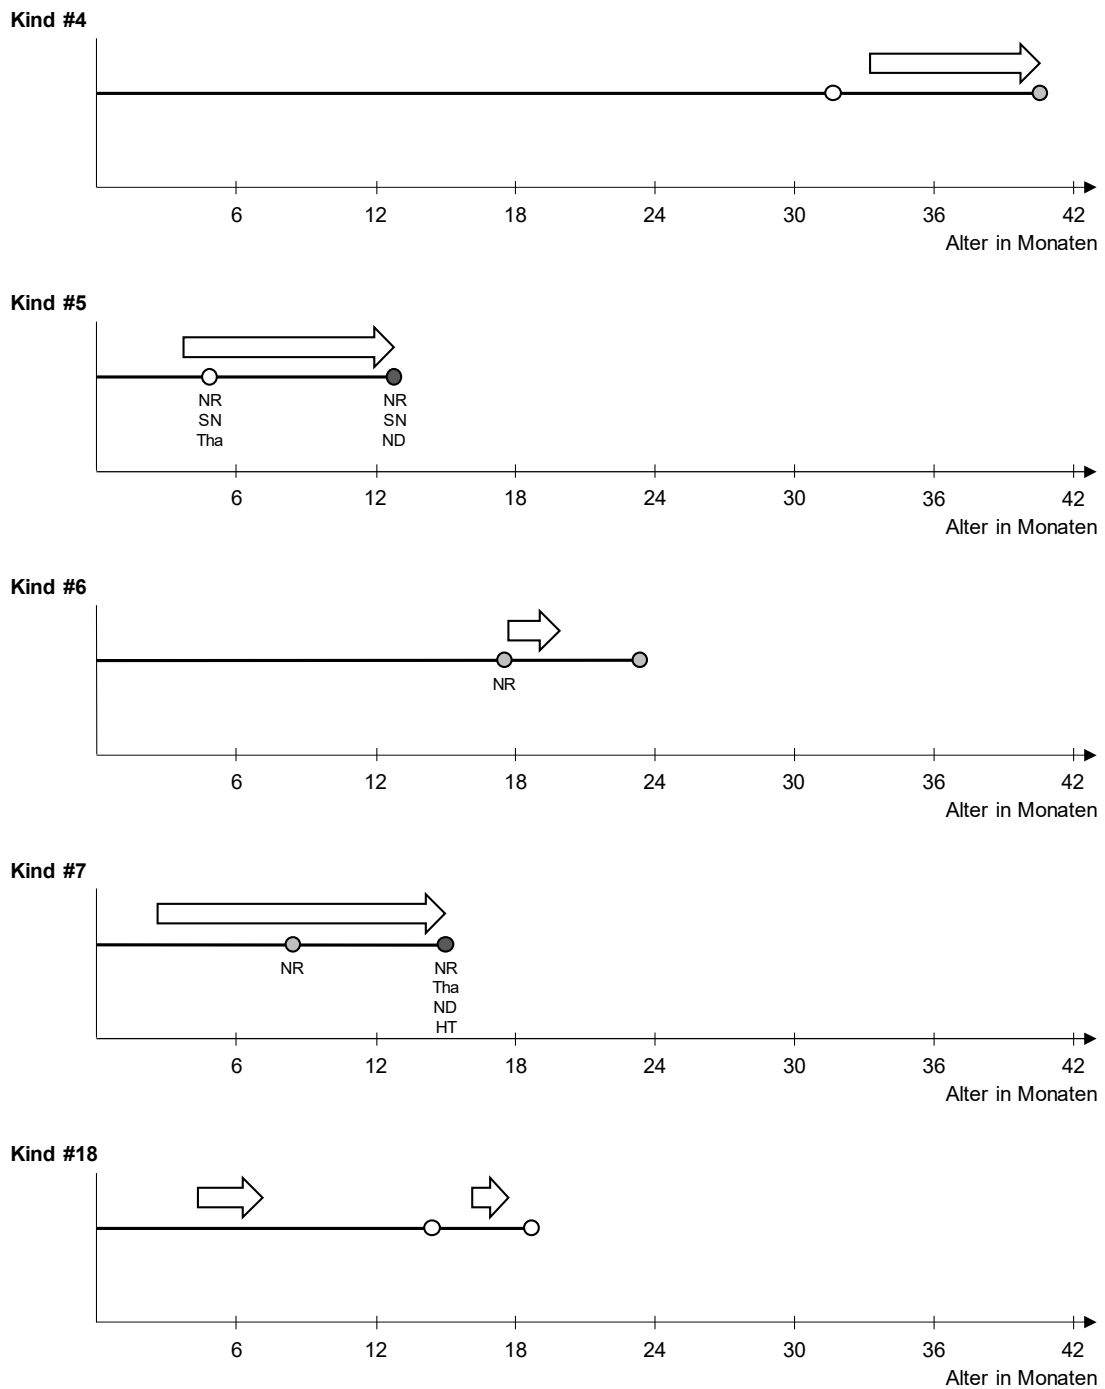 Kind #4
6 12 18 24 30 36 42
Alter in Monaten
Kind #5
NR NR
SN SN
Tha ND
6 12 18 24 30 36 42
Alter in Monaten
Kind #6
NR
6 12 18 24 30 36 42
Alter in Monaten
Kind #7
NR NR
Tha
ND
HT
6 12 18 24 30 36 42
Alter in Monaten
Kind #18
6 12 18 24 30 36 42
Alter in Monaten